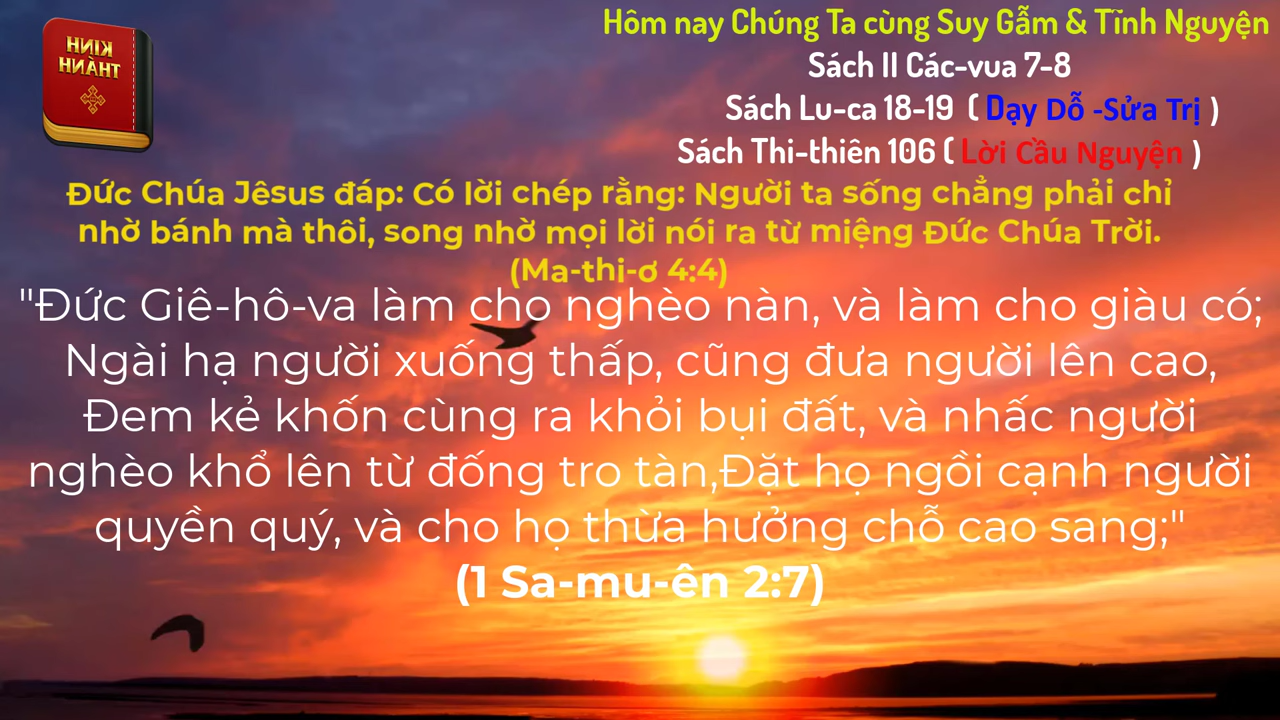 KINH
THÁNH
Hôm nay Chúng Ta cùng Suy Gẫm & Tĩnh Nguyện
Sách II Các-vua 7-8
Sách Lu-ca 18-19 ( Dạy Dỗ -Sửa Trị )
Sách Thi-thiên 106 ( Lời Cầu Nguyện )
Đức Chúa Jêsus đáp: Có lời chép rằng: Người ta sống chẳng phải chỉ
nhờ bánh mà thôi, song nhờ mọi lời nói ra từ miệng Đức Chúa Trời.
(Ma-thi-ơ 4:4)
"Đức Giê-hô-va làm cho nghèo nàn, và làm cho giàu có;
Ngài hạ người xuống thấp, cũng đưa người lên cao,
Đem kẻ khốn cùng ra khỏi bụi đất, và nhấc người
nghèo khổ lên từ đống tro tàn,Đặt họ ngồi cạnh người
quyền quý, và cho họ thừa hưởng chỗ cao sang;"
(1 Sa-mu-ên 2:7)